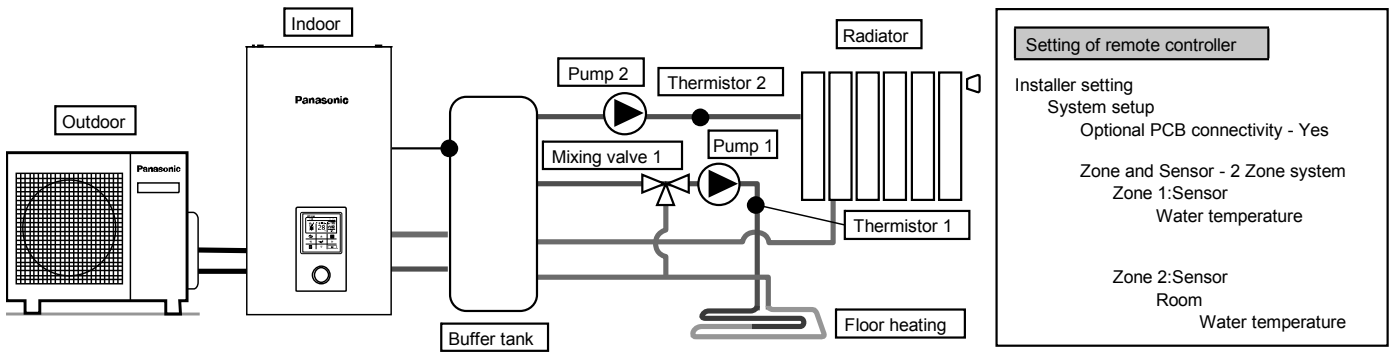 Indoor
Panasonic
Outdoor
Panasonic
Pump 2
Thermistor 2
Radiator
Mixing valve 1
Pump 1
Thermistor 1
Buffer tank
Floor heating
Setting of remote controller
Installer setting
System setup
Optional PCB connectivity - Yes
Zone and Sensor - 2 Zone system
Zone 1:Sensor
Water temperature
Zone 2:Sensor
Room
Water temperature